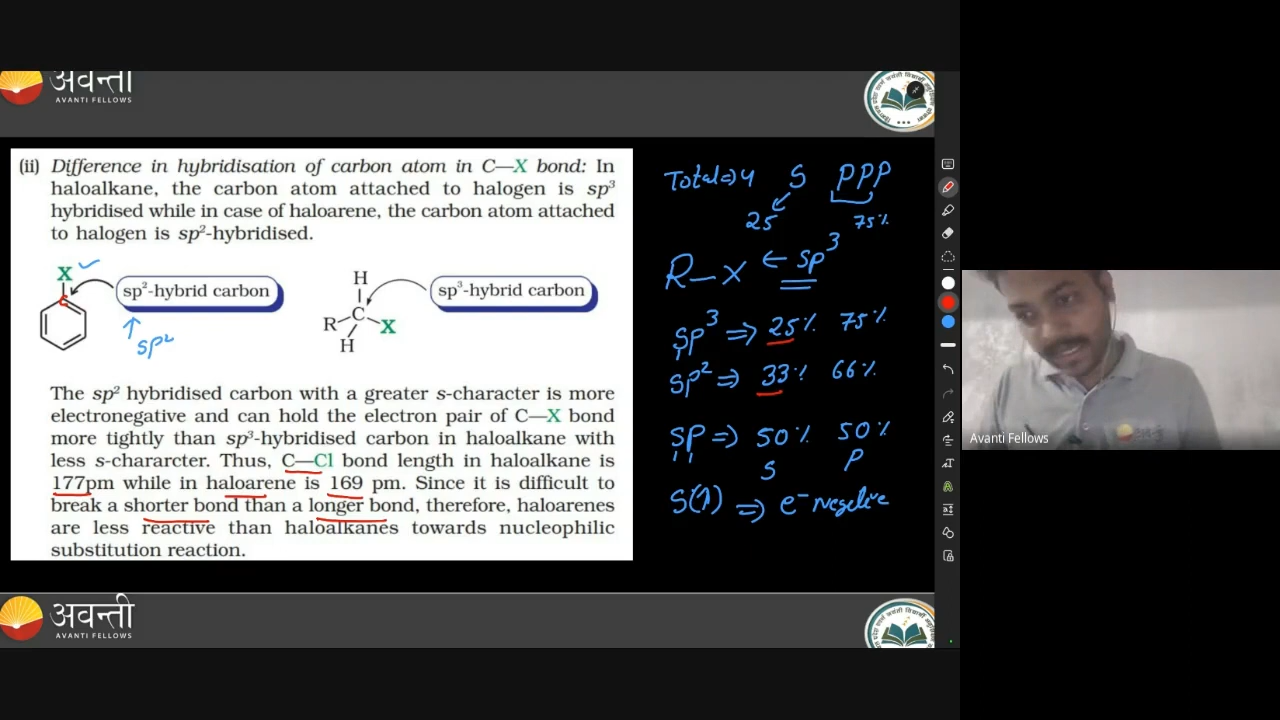 अवन्ती
AVANTI FELLOWS
(ii) Difference in hybridisation of carbon atom in C—X bond: In
haloalkane, the carbon atom attached to halogen is sp³
hybridised while in case of haloarene, the carbon atom attached
to halogen is sp²-hybridised.
X
C
sp²-hybrid carbon
sp²
H
R C X
H
sp³-hybrid carbon
The sp² hybridised carbon with a greater s-character is more
electronegative and can hold the electron pair of C—X bond
more tightly than sp³-hybridised carbon in haloalkane with
less s-chararcter. Thus, C—Cl bond length in haloalkane is
177pm while in haloarene is 169 pm. Since it is difficult to
break a shorter bond than a longer bond, therefore, haloarenes
are less reactive than haloalkanes towards nucleophilic
substitution reaction.
Total⇒4 S PPP
25 75%
R–X ← sp³
sp³ ⇒ 25% 75%
sp² ⇒ 33% 66%
sp ⇒ 50% 50%
S P
S(↑) ⇒ e⁻ negative
Avanti Fellows
अवन्ती
AVANTI FELLOWS